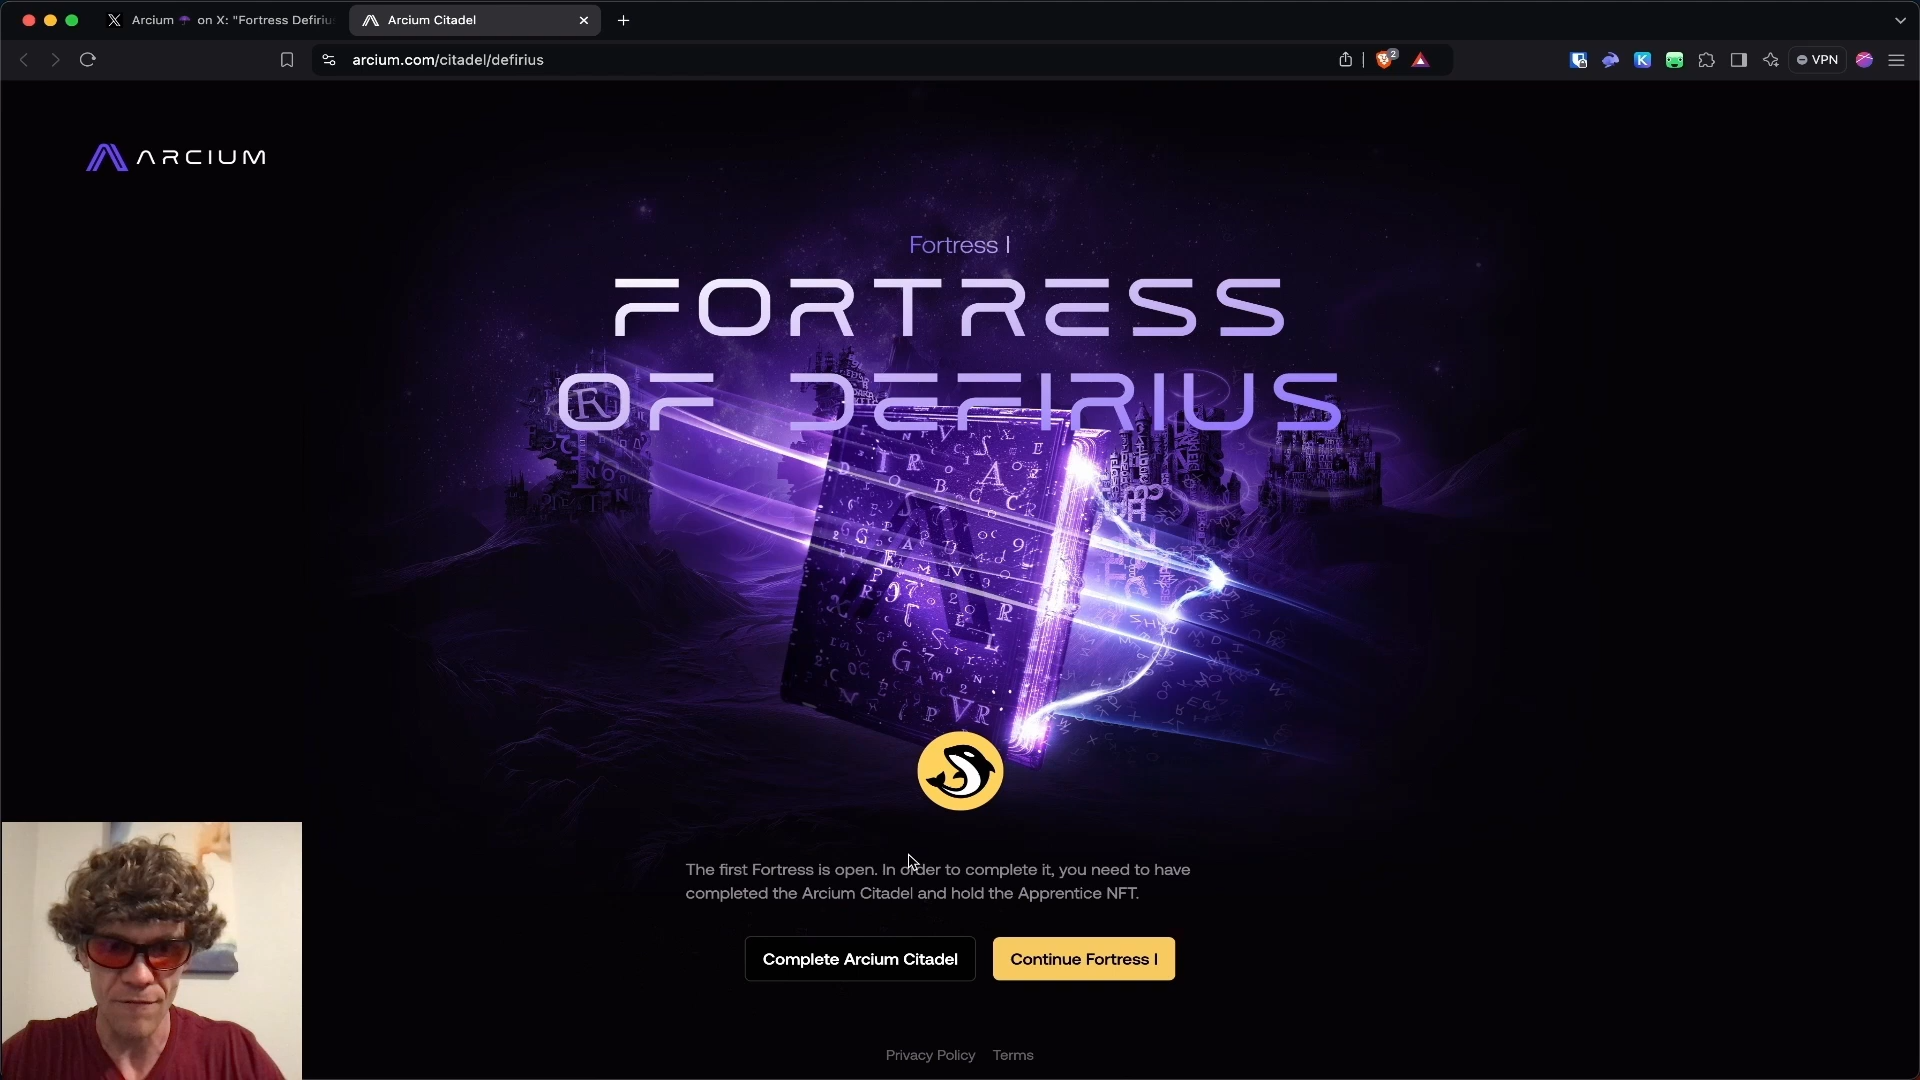 Arciumon X: "Fortress Defiriu
Arcium Citadel
arcium.com/citadel/defirius
2
VPN
ARCIUM
Fortress I
FORTRESS
OF DEFIRIUS
The first Fortress is open. In order to complete it, you need to have
completed the Arcium Citadel and hold the Apprentice NFT.
Complete Arcium Citadel
Continue Fortress I
Privacy Policy Terms